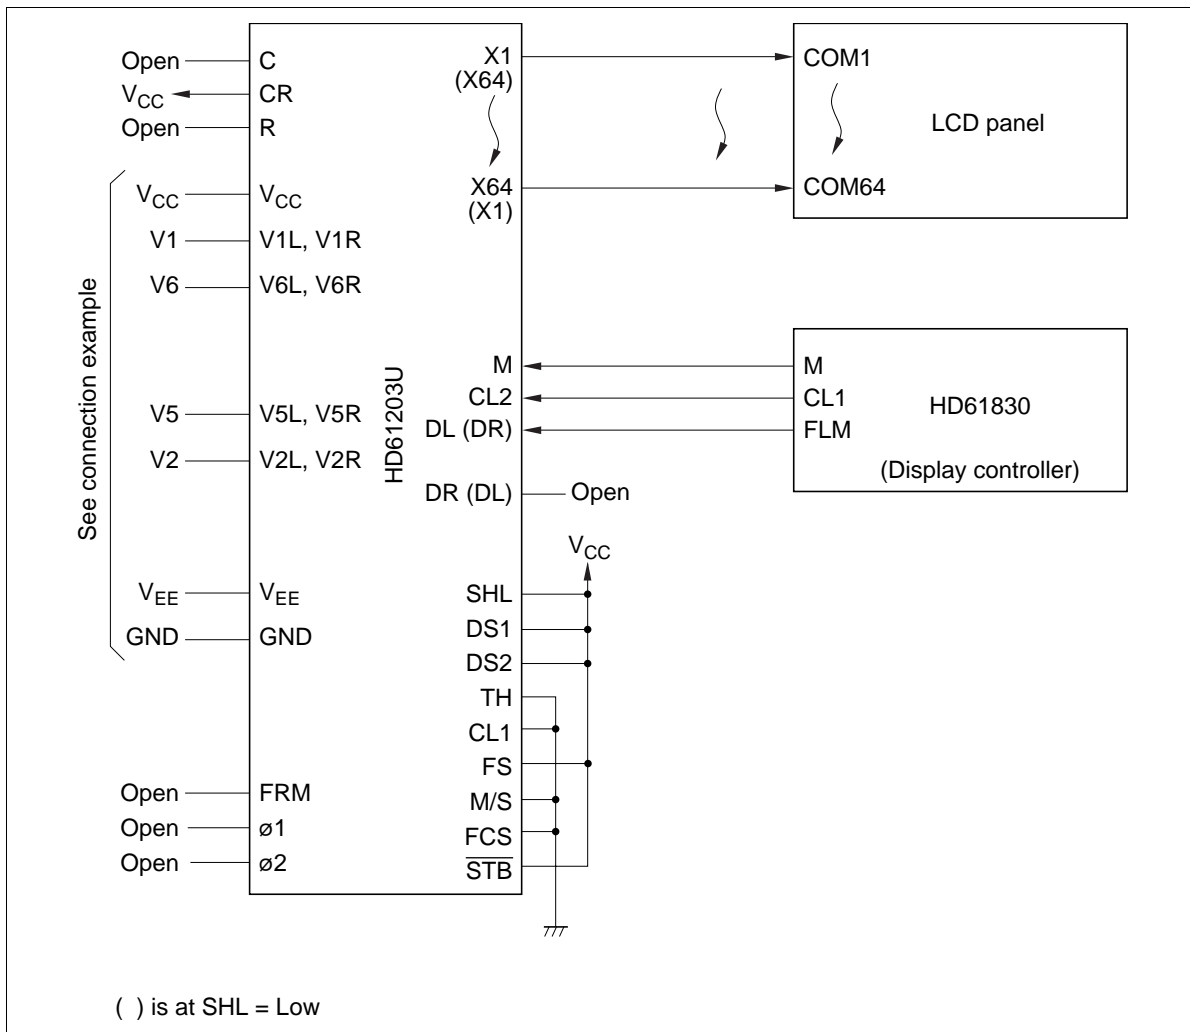 Open C
V_CC CR
Open R
V_CC V_CC
V1 V1L, V1R
V6 V6L, V6R
V5 V5L, V5R
V2 V2L, V2R
V_EE V_EE
GND GND
Open FRM
Open ø1
Open ø2
See connection example
HD61203U
X1
(X64)
X64
(X1)
M
CL2
DL (DR)
DR (DL) Open
V_CC
SHL
DS1
DS2
TH
CL1
FS
M/S
FCS
S̅T̅B̅
COM1
LCD panel
COM64
M
CL1
HD61830
FLM
(Display controller)
( ) is at SHL = Low